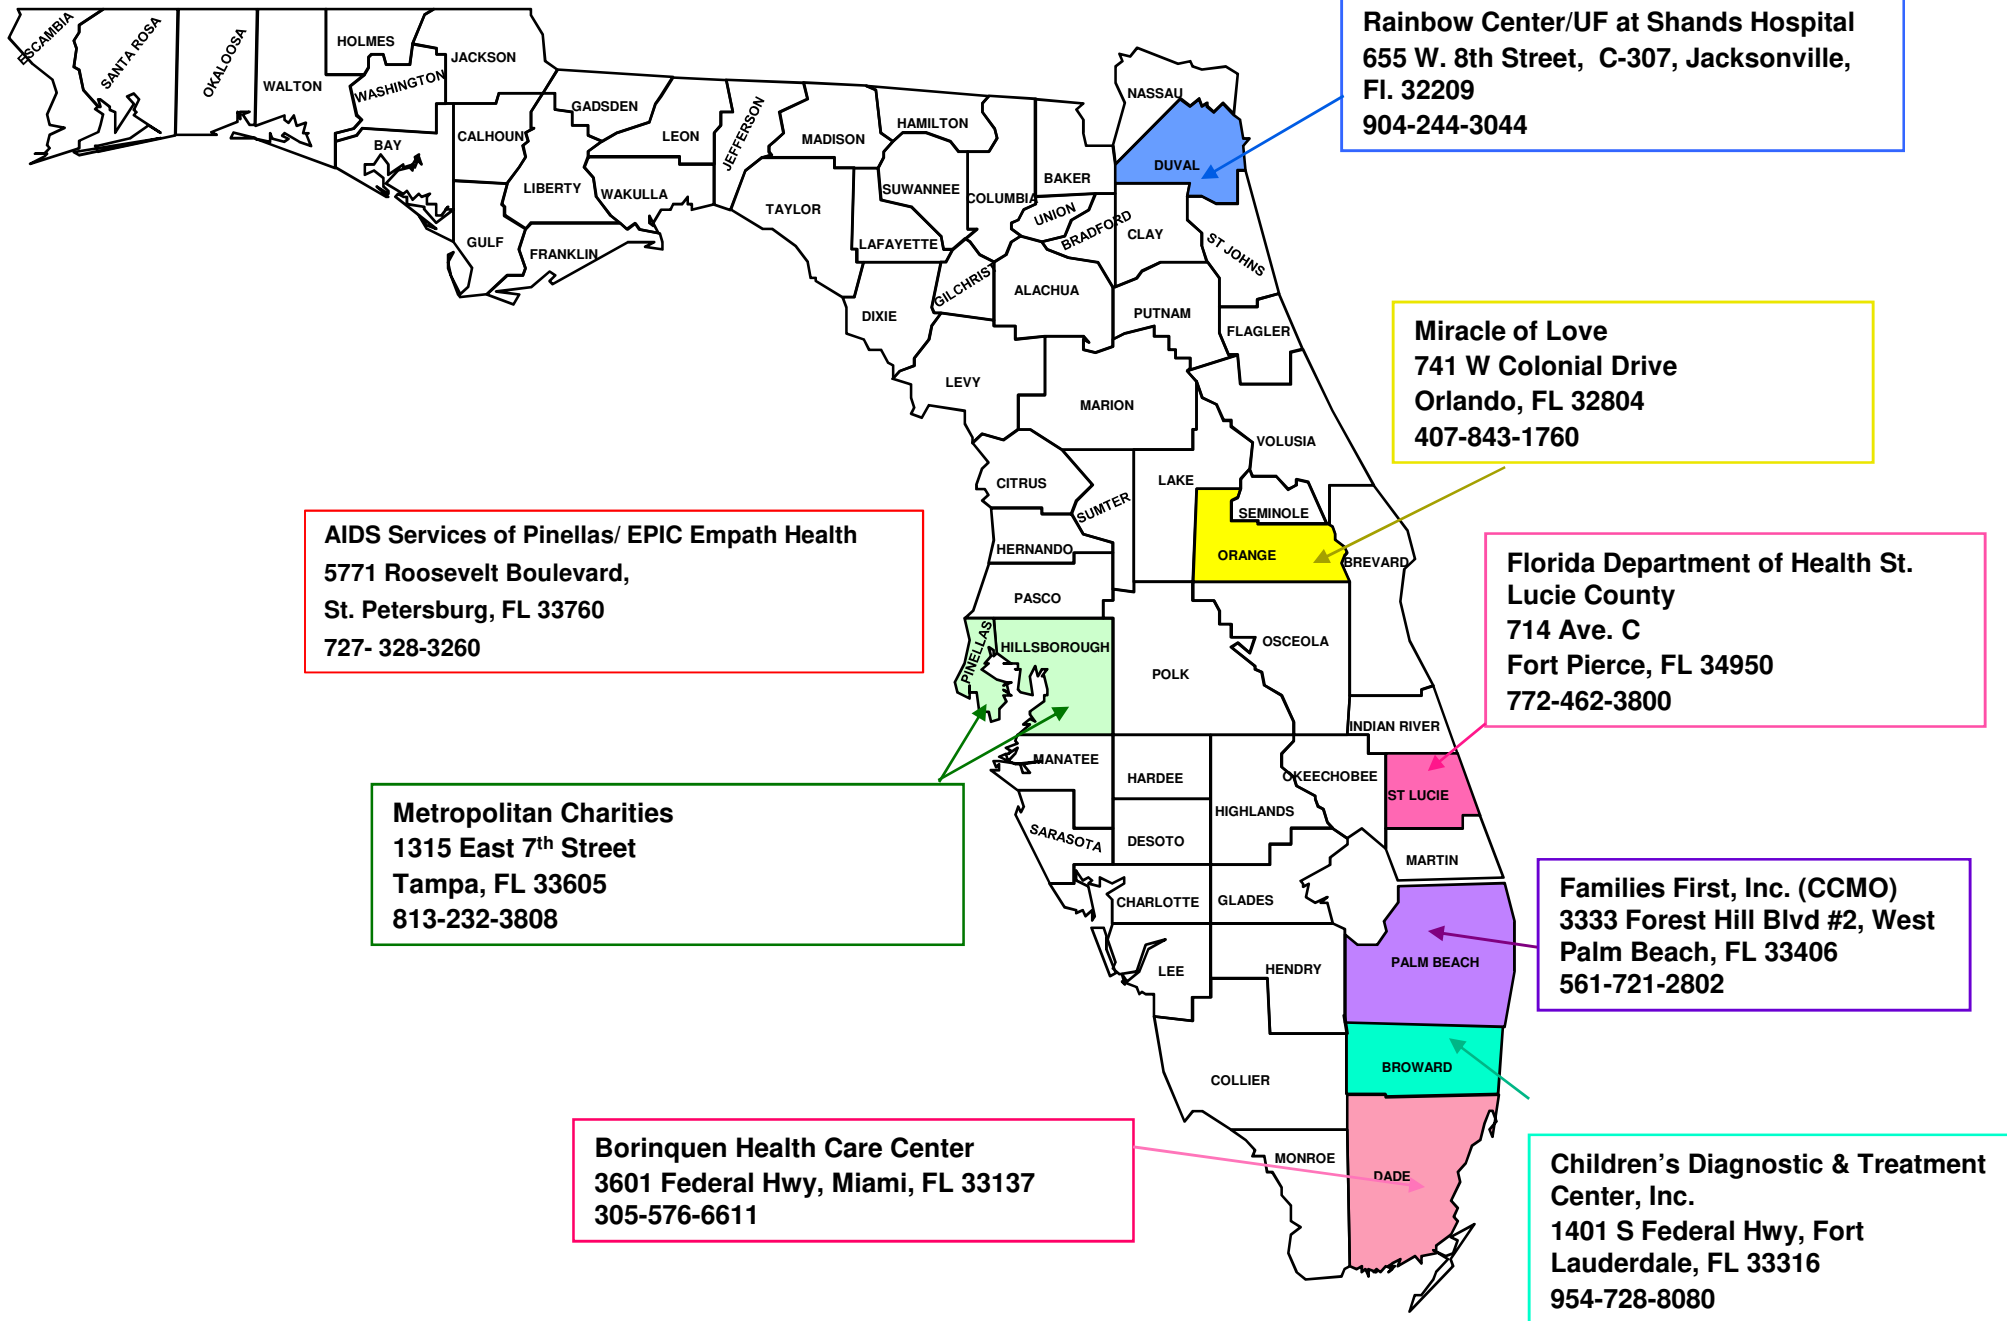 ESCAMBIA
SANTA ROSA
OKALOOSA
WALTON
HOLMES
WASHINGTON
JACKSON
BAY
CALHOUN
GULF
GADSDEN
LIBERTY
FRANKLIN
LEON
WAKULLA
JEFFERSON
MADISON
TAYLOR
HAMILTON
SUWANNEE
LAFAYETTE
COLUMBIA
BAKER
UNION
BRADFORD
NASSAU
DUVAL
CLAY
ST JOHNS
GILCHRIST
ALACHUA
DIXIE
PUTNAM
FLAGLER
LEVY
MARION
VOLUSIA
CITRUS
SUMTER
LAKE
SEMINOLE
HERNANDO
ORANGE
BREVARD
PASCO
PINELLAS
HILLSBOROUGH
POLK
OSCEOLA
INDIAN RIVER
MANATEE
HARDEE
HIGHLANDS
OKEECHOBEE
ST LUCIE
SARASOTA
DESOTO
MARTIN
CHARLOTTE
GLADES
LEE
HENDRY
PALM BEACH
COLLIER
BROWARD
MONROE
DADE
Rainbow Center/UF at Shands Hospital
655 W. 8th Street, C-307, Jacksonville,
Fl. 32209
904-244-3044
Miracle of Love
741 W Colonial Drive
Orlando, FL 32804
407-843-1760
AIDS Services of Pinellas/ EPIC Empath Health
5771 Roosevelt Boulevard,
St. Petersburg, FL 33760
727- 328-3260
Florida Department of Health St.
Lucie County
714 Ave. C
Fort Pierce, FL 34950
772-462-3800
Metropolitan Charities
1315 East 7th Street
Tampa, FL 33605
813-232-3808
Families First, Inc. (CCMO)
3333 Forest Hill Blvd #2, West
Palm Beach, FL 33406
561-721-2802
Borinquen Health Care Center
3601 Federal Hwy, Miami, FL 33137
305-576-6611
Children’s Diagnostic & Treatment
Center, Inc.
1401 S Federal Hwy, Fort
Lauderdale, FL 33316
954-728-8080